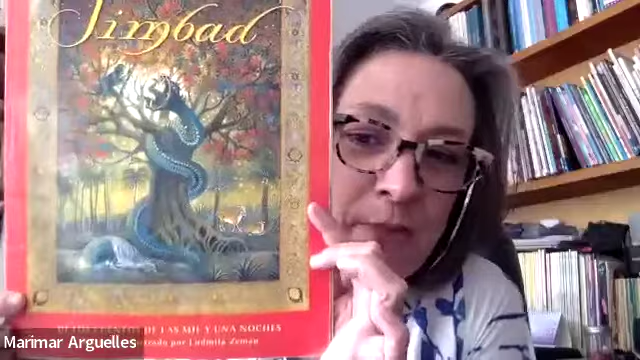 Simbad
DE LOS CUENTOS DE LAS MIL Y UNA NOCHES
por Ludmila Zeman
Marimar Arguelles